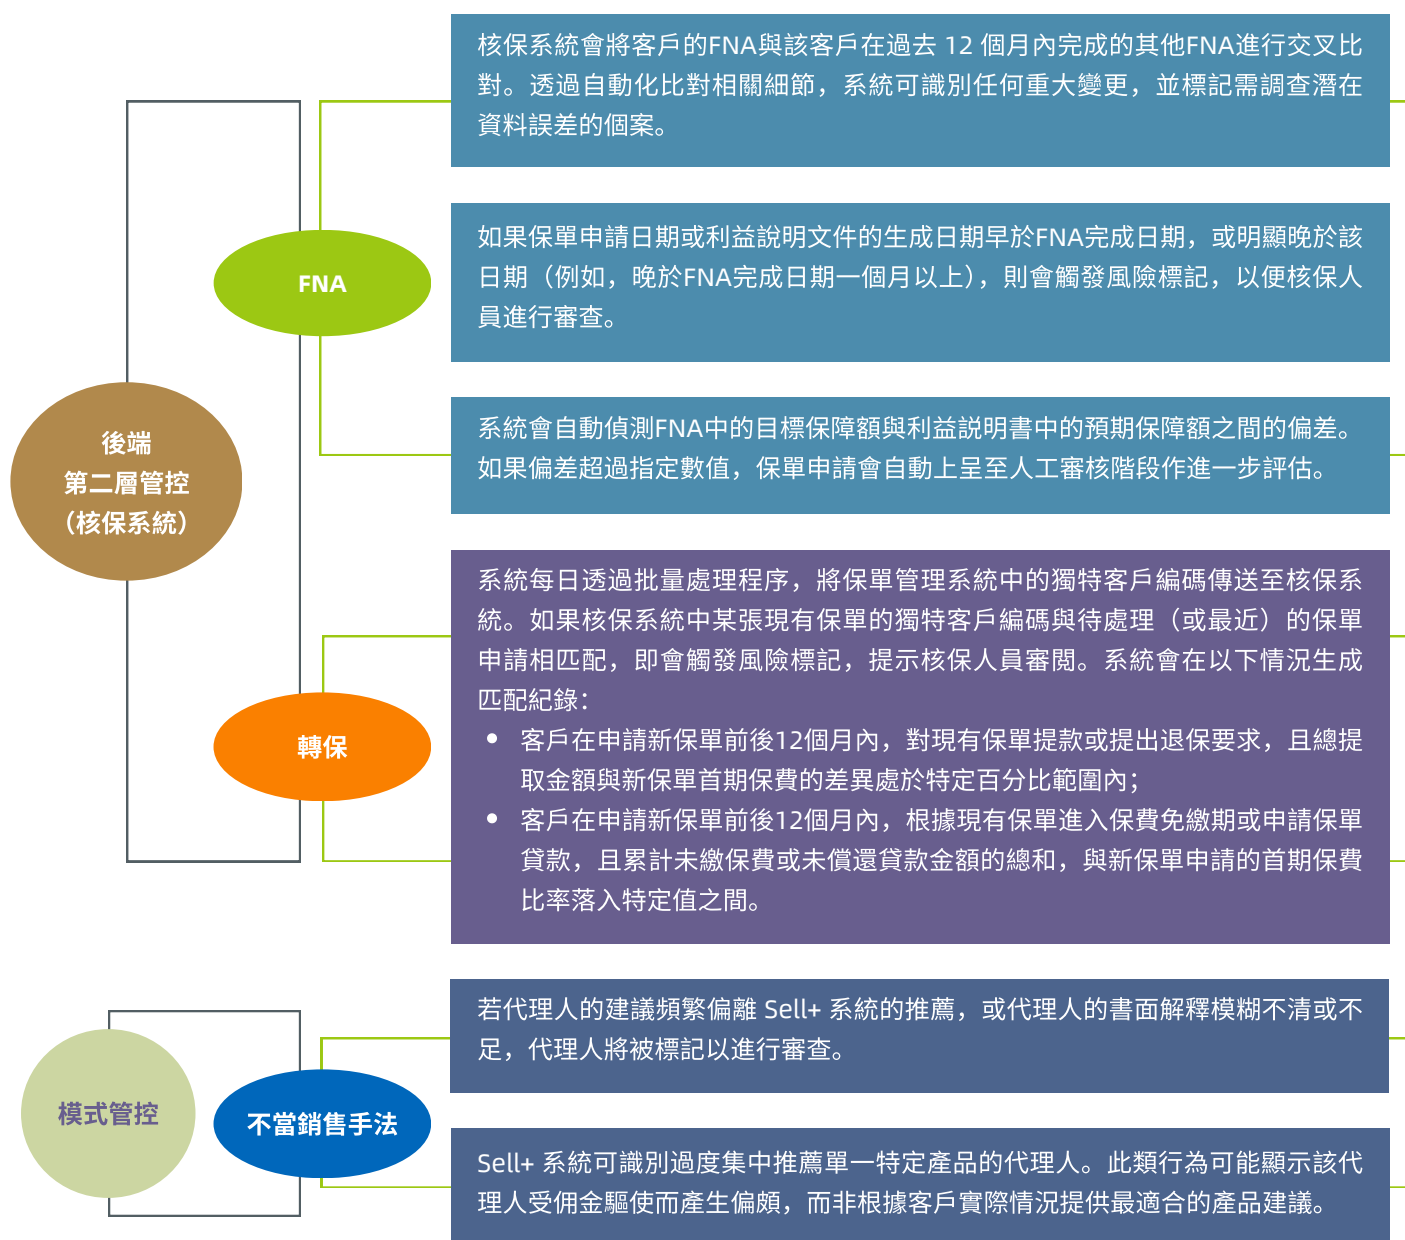 核保系統會將客戶的FNA與該客戶在過去 12 個月內完成的其他FNA進行交叉比
對。透過自動化比對相關細節，系統可識別任何重大變更，並標記需調查潛在
資料誤差的個案。
如果保單申請日期或利益說明文件的生成日期早於FNA完成日期，或明顯晚於該
日期（例如，晚於FNA完成日期一個月以上），則會觸發風險標記，以便核保人
員進行審查。
FNA
系統會自動偵測FNA中的目標保障額與利益說明書中的預期保障額之間的偏差。
如果偏差超過指定數值，保單申請會自動上呈至人工審核階段作進一步評估。
後端
第二層管控
（核保系統）
系統每日透過批量處理程序，將保單管理系統中的獨特客戶編碼傳送至核保系
統。如果核保系統中某張現有保單的獨特客戶編碼與待處理（或最近）的保單
申請相匹配，即會觸發風險標記，提示核保人員審閱。系統會在以下情況生成
匹配紀錄：
• 客戶在申請新保單前後12個月內，對現有保單提款或提出退保要求，且總提
取金額與新保單首期保費的差異處於特定百分比範圍內；
• 客戶在申請新保單前後12個月內，根據現有保單進入保費免繳期或申請保單
貸款，且累計未繳保費或未償還貸款金額的總和，與新保單申請的首期保費
比率落入特定值之間。
轉保
若代理人的建議頻繁偏離 Sell+ 系統的推薦，或代理人的書面解釋模糊不清或不
足，代理人將被標記以進行審查。
模式管控
不當銷售手法
Sell+ 系統可識別過度集中推薦單一特定產品的代理人。此類行為可能顯示該代
理人受佣金驅使而產生偏頗，而非根據客戶實際情況提供最適合的產品建議。